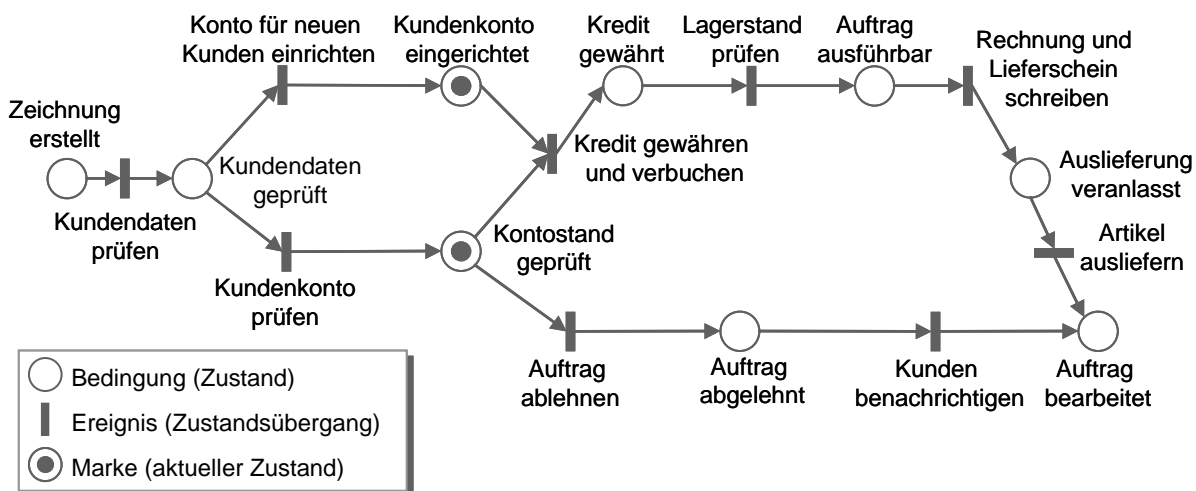 Konto für neuen
Kunden einrichten
Kundenkonto
eingerichtet
Kredit
gewährt
Lagerstand
prüfen
Auftrag
ausführbar
Rechnung und
Lieferschein
schreiben
Zeichnung
erstellt
Kundendaten
geprüft
Kredit gewähren
und verbuchen
Auslieferung
veranlasst
Kundendaten
prüfen
Kontostand
geprüft
Artikel
ausliefern
Kundenkonto
prüfen
Auftrag
ablehnen
Auftrag
abgelehnt
Kunden
benachrichtigen
Auftrag
bearbeitet
Bedingung (Zustand)
Ereignis (Zustandsübergang)
Marke (aktueller Zustand)